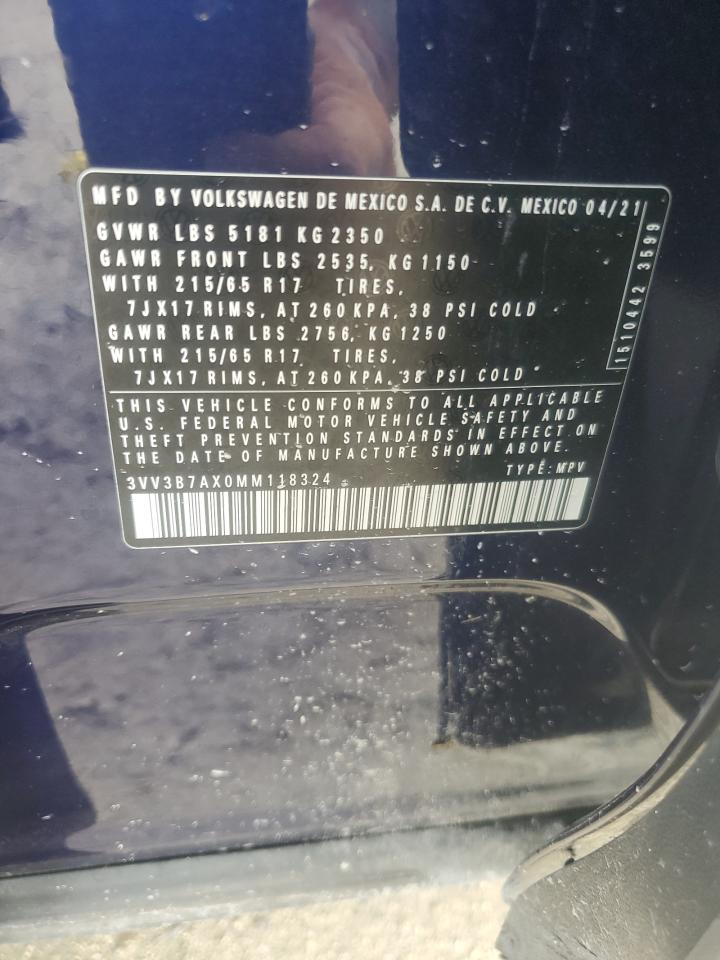 MFD BY VOLKSWAGEN DE MEXICO S.A. DE C.V. MEXICO 04/21
GVWR LBS 5181 KG 2350
GAWR FRONT LBS 2535, KG 1150
WITH 215/65 R17 TIRES,
7JX17 RIMS, AT 260 KPA, 38 PSI COLD
GAWR REAR LBS 2756, KG 1250
WITH 215/65 R17 TIRES,
7JX17 RIMS, AT 260 KPA, 38 PSI COLD
1510442 3599
THIS VEHICLE CONFORMS TO ALL APPLICABLE
U.S. FEDERAL MOTOR VEHICLE SAFETY AND
THEFT PREVENTION STANDARDS IN EFFECT ON
THE DATE OF MANUFACTURE SHOWN ABOVE.
TYPE: MPV
3VV3B7AX0MM118324